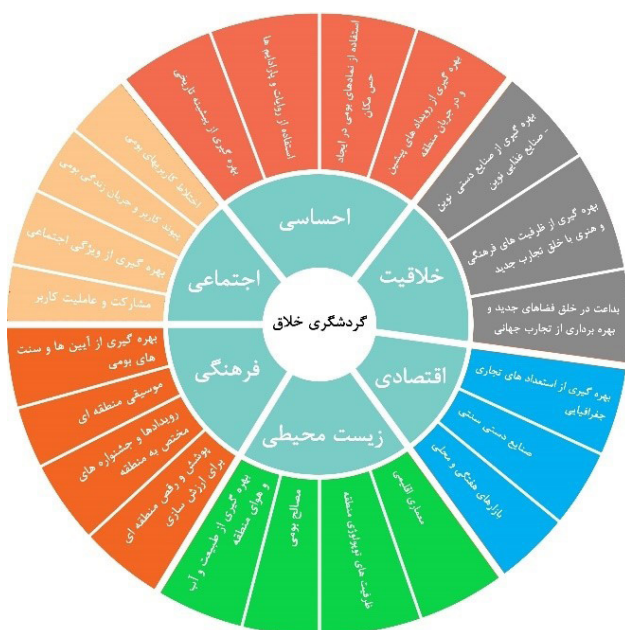 گردشگری خلاق
احساسی
خلاقیت
اقتصادی
زیست محیطی
فرهنگی
اجتماعی
بهره گیری از پیشینه تاریخی
استفاده از روایات و پارادایم ها
استفاده از نمادهای بومی در ایجاد
حس مکان
بهره گیری از رویداد های پیشین
و در جریان منطقه
بهره گیری از صنایع دستی نوین
- صنایع غذایی نوین
بهره گیری از ظرفیت های فرهنگی
و هنری با خلق تجارب جدید
بداعت در خلق فضاهای جدید و
بهره برداری از تجارب جهانی
بهره گیری از استعداد های تجاری
جغرافیایی
صنایع دستی سنتی
بازارهای هفتگی و محلی
معماری اقلیمی
ظرفیت های توپولوژی منطقه
مصالح بومی
بهره گیری از طبیعت و آب
و هوای منطقه
پوشش و رقص منطقه ای
برای ارزش سازی
رویدادها و جشنواره های
مختص به منطقه
موسیقی منطقه ای
بهره گیری از آیین ها و سنت
های بومی
مشارکت و عاملیت کاربر
بهره گیری از ویژگی اجتماعی
پیوند کاربر و جریان زندگی بومی
اختلاط کاربریهای بومی